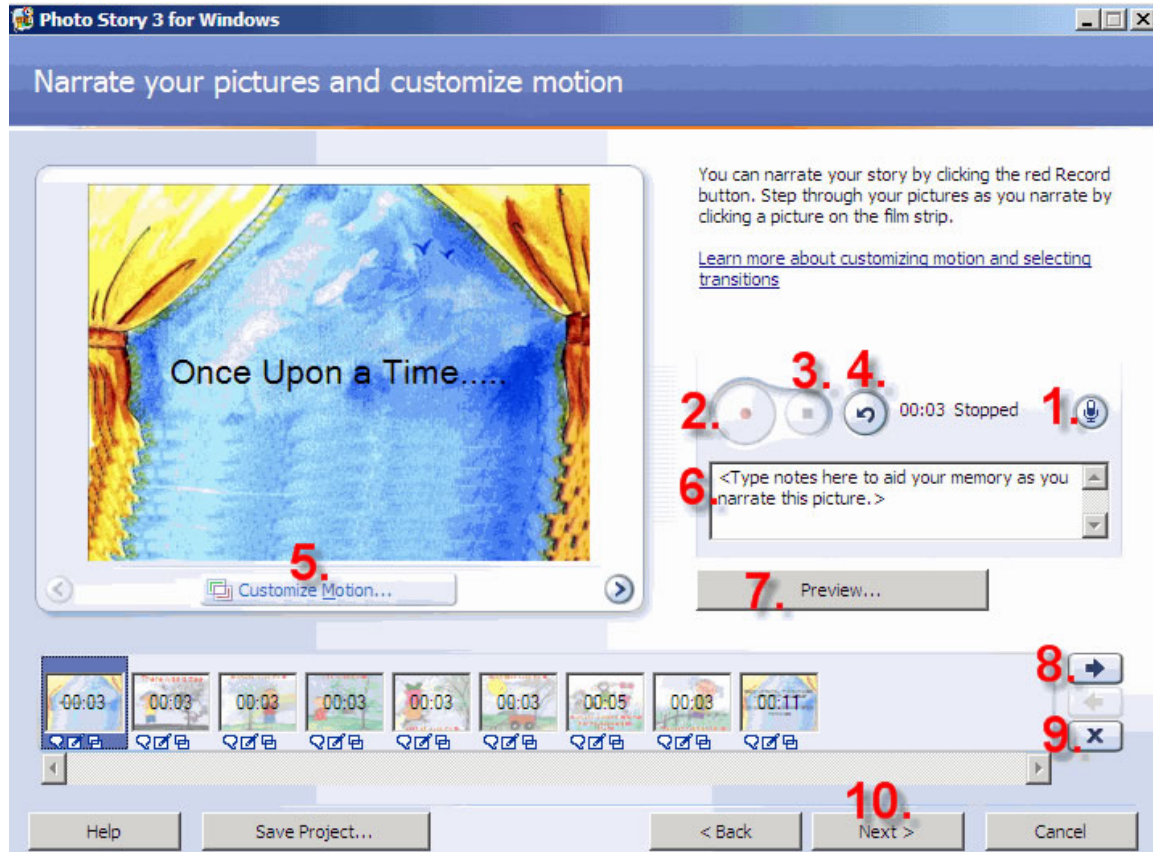 Photo Story 3 for Windows
Narrate your pictures and customize motion
You can narrate your story by clicking the red Record
button. Step through your pictures as you narrate by
clicking a picture on the film strip.
Learn more about customizing motion and selecting
transitions
Once Upon a Time.....
3. 4.
2. 00:03 Stopped 1.
6. <Type notes here to aid your memory as you
narrate this picture.>
5.
Customize Motion...
7. Preview...
8.
00:03 00:03 00:03 00:03 00:03 00:03 00:05 00:03 00:11
9.
10.
Help Save Project... < Back Next > Cancel